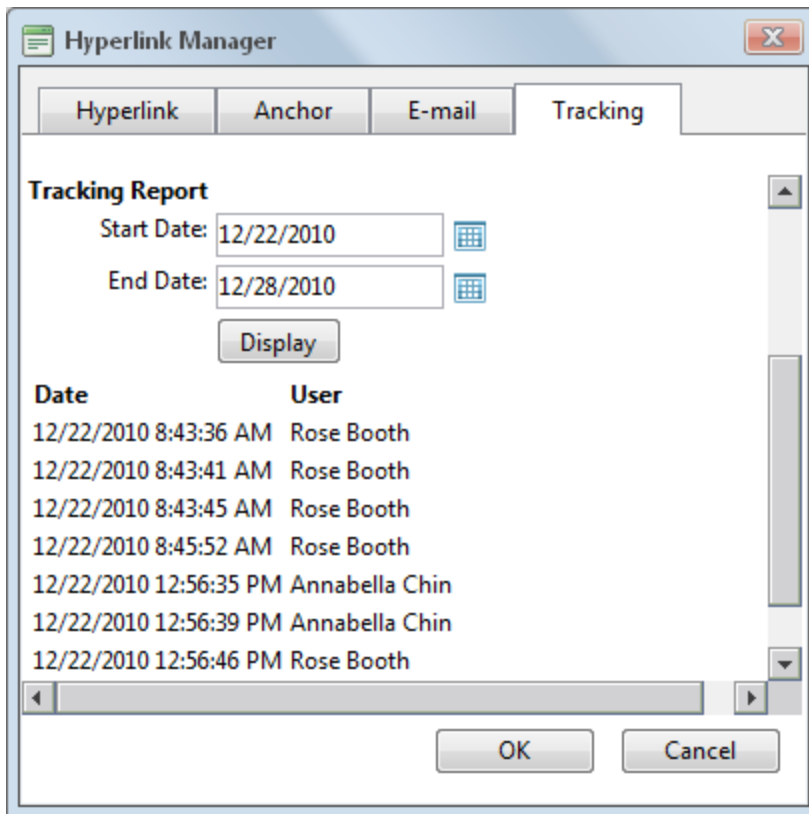 Hyperlink Manager
Hyperlink Anchor E-mail Tracking
Tracking Report
Start Date: 12/22/2010
End Date: 12/28/2010
Display
Date User
12/22/2010 8:43:36 AM Rose Booth
12/22/2010 8:43:41 AM Rose Booth
12/22/2010 8:43:45 AM Rose Booth
12/22/2010 8:45:52 AM Rose Booth
12/22/2010 12:56:35 PM Annabella Chin
12/22/2010 12:56:39 PM Annabella Chin
12/22/2010 12:56:46 PM Rose Booth
OK Cancel